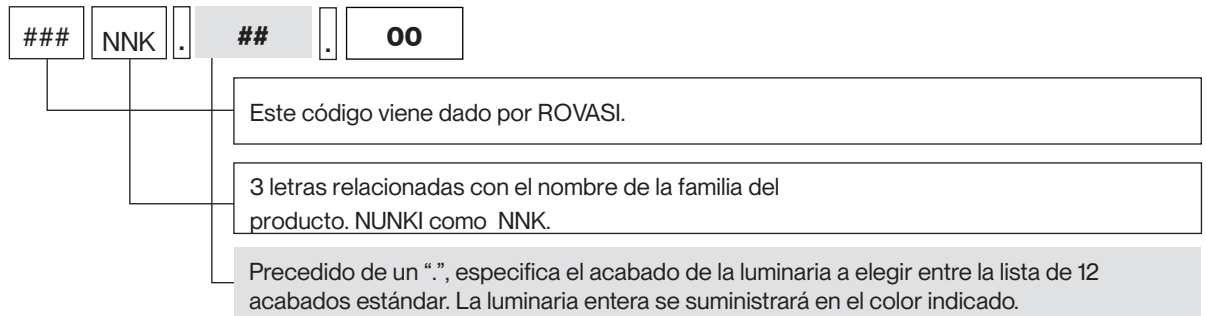 ### NNK . ## . 00
Este código viene dado por ROVASI.
3 letras relacionadas con el nombre de la familia del
producto. NUNKI como NNK.
Precedido de un “.”, especifica el acabado de la luminaria a elegir entre la lista de 12
acabados estándar. La luminaria entera se suministrará en el color indicado.